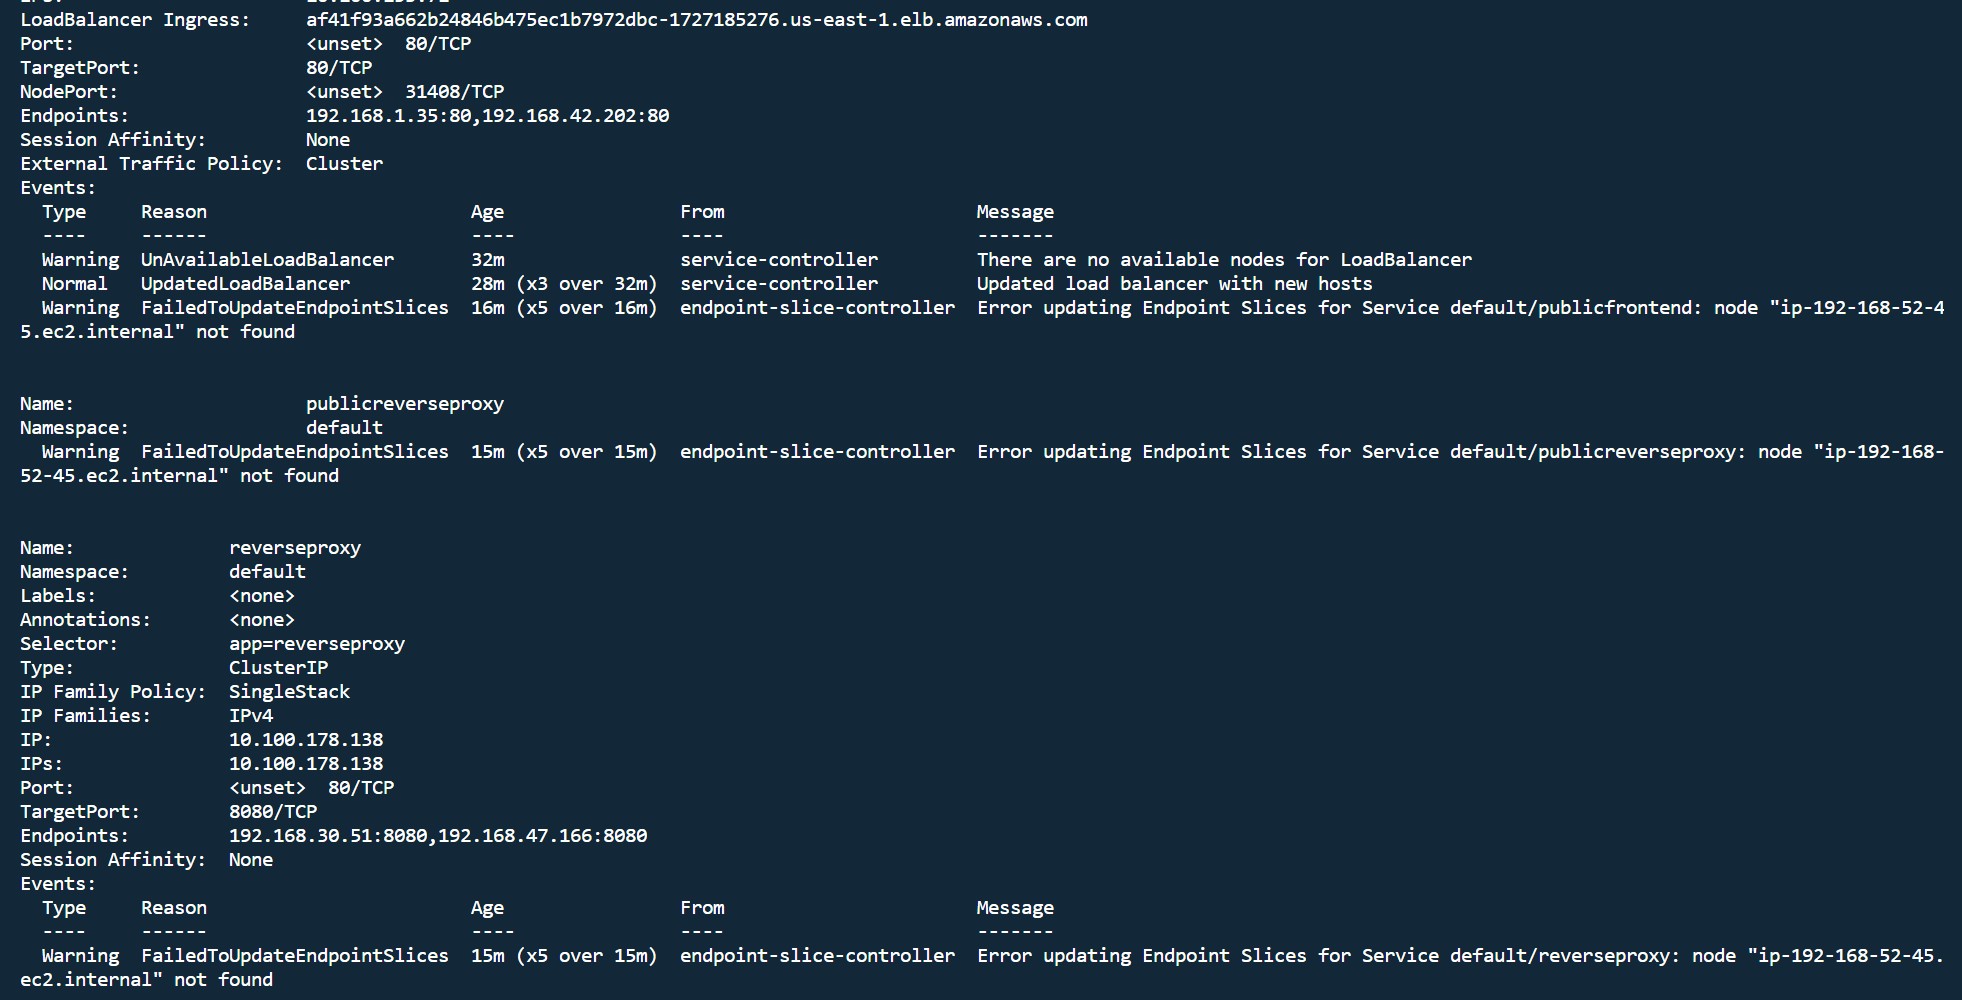 LoadBalancer Ingress:     af41f93a662b24846b475ec1b7972dbc-1727185276.us-east-1.elb.amazonaws.com
Port:                     <unset>  80/TCP
TargetPort:               80/TCP
NodePort:                 <unset>  31408/TCP
Endpoints:                192.168.1.35:80,192.168.42.202:80
Session Affinity:         None
External Traffic Policy:  Cluster
Events:
  Type     Reason                        Age                From                       Message
  ----     ------                        ----               ----                       -------
  Warning  UnAvailableLoadBalancer       32m                service-controller         There are no available nodes for LoadBalancer
  Normal   UpdatedLoadBalancer           28m (x3 over 32m)  service-controller         Updated load balancer with new hosts
  Warning  FailedToUpdateEndpointSlices  16m (x5 over 16m)  endpoint-slice-controller  Error updating Endpoint Slices for Service default/publicfrontend: node "ip-192-168-52-4
5.ec2.internal" not found
Name:                     publicreverseproxy
Namespace:                default
  Warning  FailedToUpdateEndpointSlices  15m (x5 over 15m)  endpoint-slice-controller  Error updating Endpoint Slices for Service default/publicreverseproxy: node "ip-192-168-
52-45.ec2.internal" not found
Name:              reverseproxy
Namespace:         default
Labels:            <none>
Annotations:       <none>
Selector:          app=reverseproxy
Type:              ClusterIP
IP Family Policy:  SingleStack
IP Families:       IPv4
IP:                10.100.178.138
IPs:               10.100.178.138
Port:              <unset>  80/TCP
TargetPort:        8080/TCP
Endpoints:         192.168.30.51:8080,192.168.47.166:8080
Session Affinity:  None
Events:
  Type     Reason                        Age                From                       Message
  ----     ------                        ----               ----                       -------
  Warning  FailedToUpdateEndpointSlices  15m (x5 over 15m)  endpoint-slice-controller  Error updating Endpoint Slices for Service default/reverseproxy: node "ip-192-168-52-45.
ec2.internal" not found